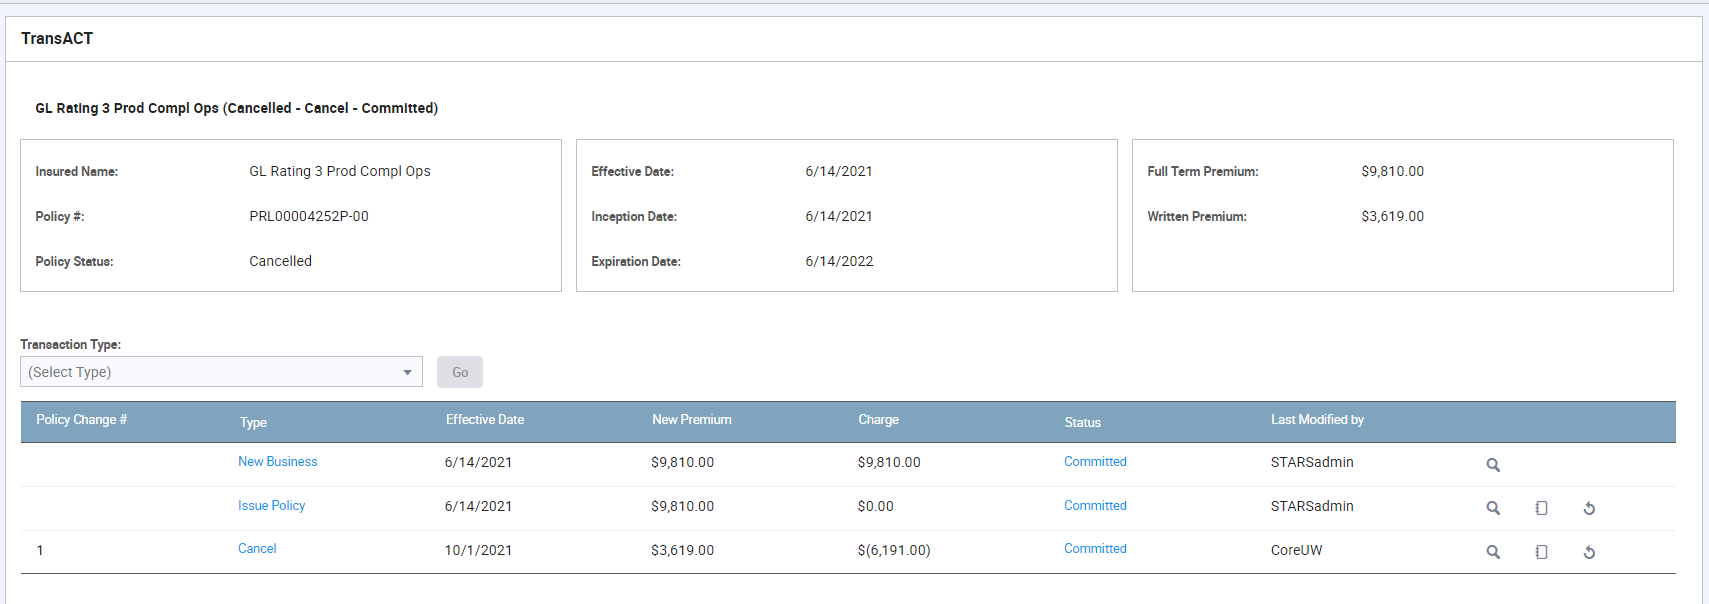 TransACT
GL Rating 3 Prod Compl Ops (Cancelled - Cancel - Committed)
Insured Name: GL Rating 3 Prod Compl Ops
Policy #: PRL00004252P-00
Policy Status: Cancelled
Effective Date: 6/14/2021
Inception Date: 6/14/2021
Expiration Date: 6/14/2022
Full Term Premium: $9,810.00
Written Premium: $3,619.00
Transaction Type:
(Select Type) Go
Policy Change # Type Effective Date New Premium Charge Status Last Modified by
New Business 6/14/2021 $9,810.00 $9,810.00 Committed STARSadmin
Issue Policy 6/14/2021 $9,810.00 $0.00 Committed STARSadmin
1 Cancel 10/1/2021 $3,619.00 $(6,191.00) Committed CoreUW